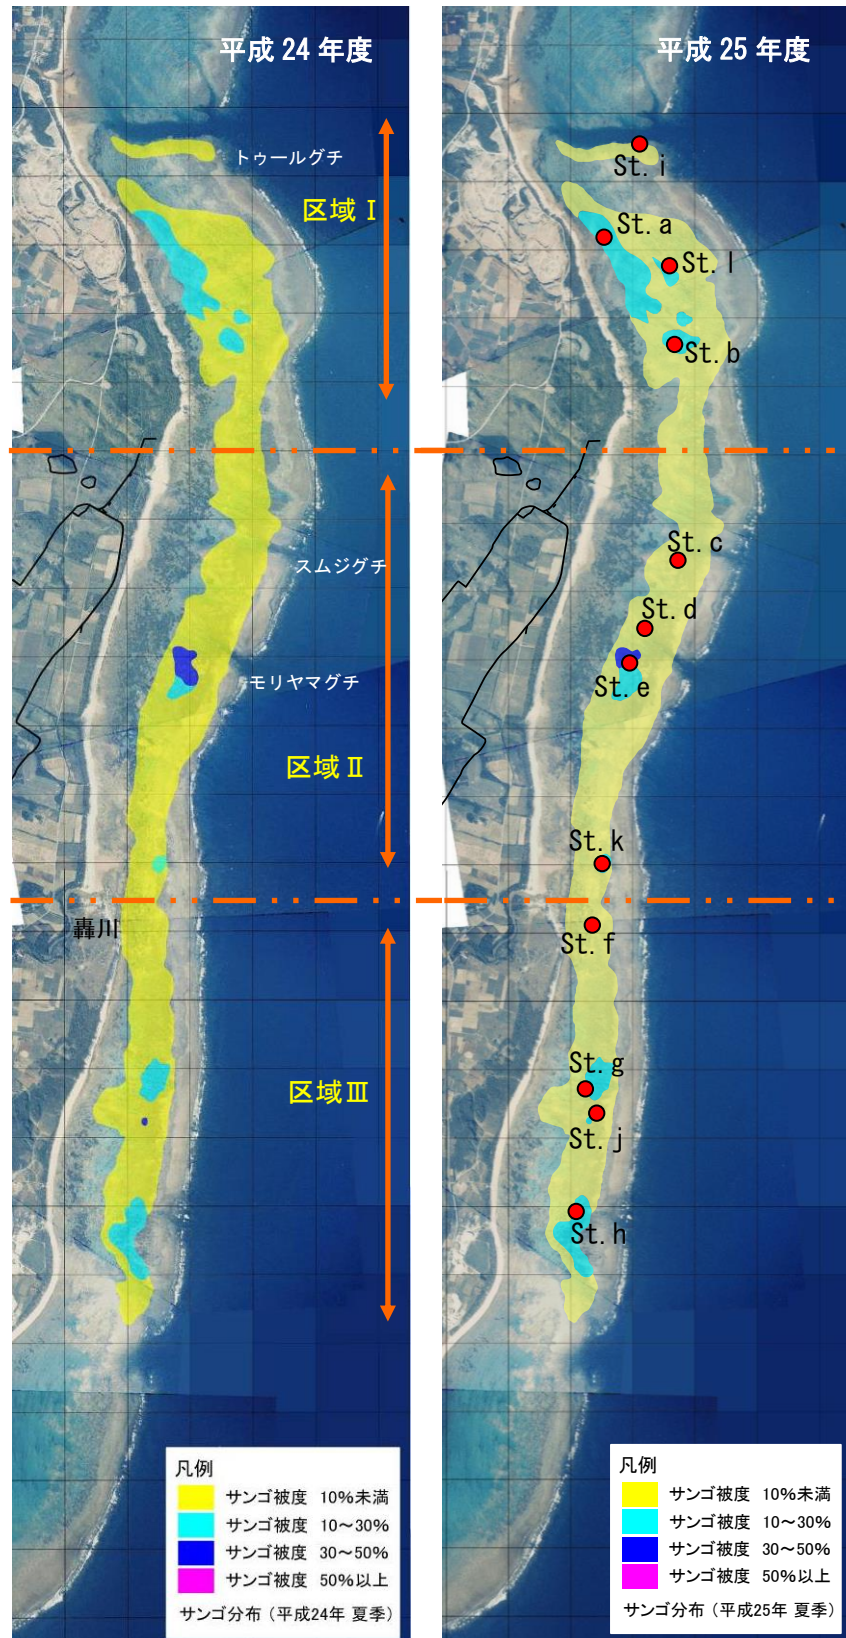 平成 24 年度
トゥールグチ
区域 Ⅰ
スムジグチ
モリヤマグチ
区域 Ⅱ
轟川
区域Ⅲ
凡例
サンゴ被度 10%未満
サンゴ被度 10～30%
サンゴ被度 30～50%
サンゴ被度 50%以上
サンゴ分布（平成24年 夏季）
平成 25 年度
St. i
St. a
St. l
St. b
St. c
St. d
St. e
St. k
St. f
St. g
St. j
St. h
凡例
サンゴ被度 10%未満
サンゴ被度 10～30%
サンゴ被度 30～50%
サンゴ被度 50%以上
サンゴ分布（平成25年 夏季）